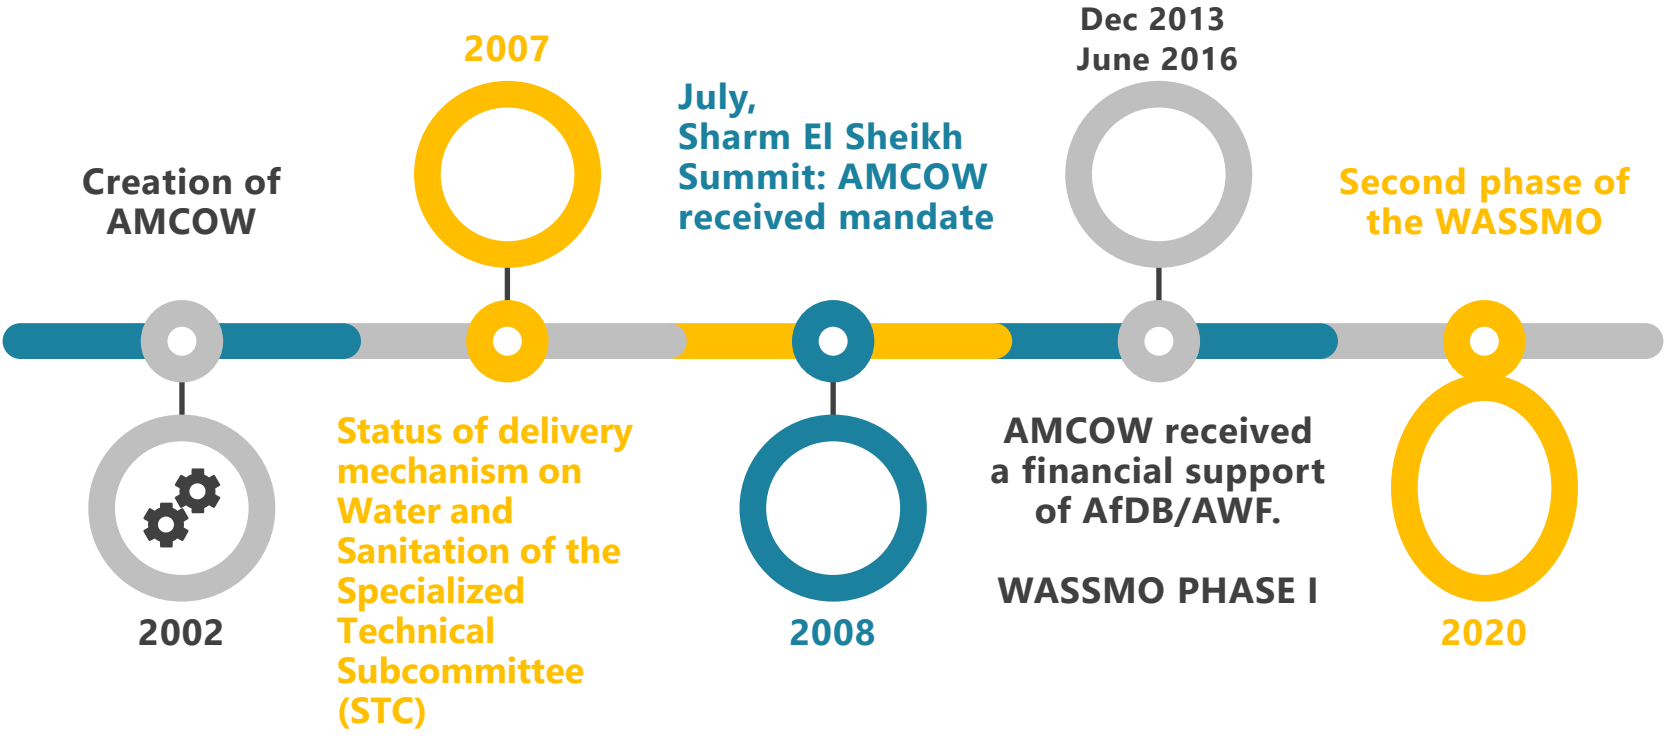 Creation of
AMCOW
2002
2007
Status of delivery
mechanism on
Water and
Sanitation of the
Specialized
Technical
Subcommittee
(STC)
July,
Sharm El Sheikh
Summit: AMCOW
received mandate
2008
Dec 2013
June 2016
AMCOW received
a financial support
of AfDB/AWF.
WASSMO PHASE I
Second phase of
the WASSMO
2020